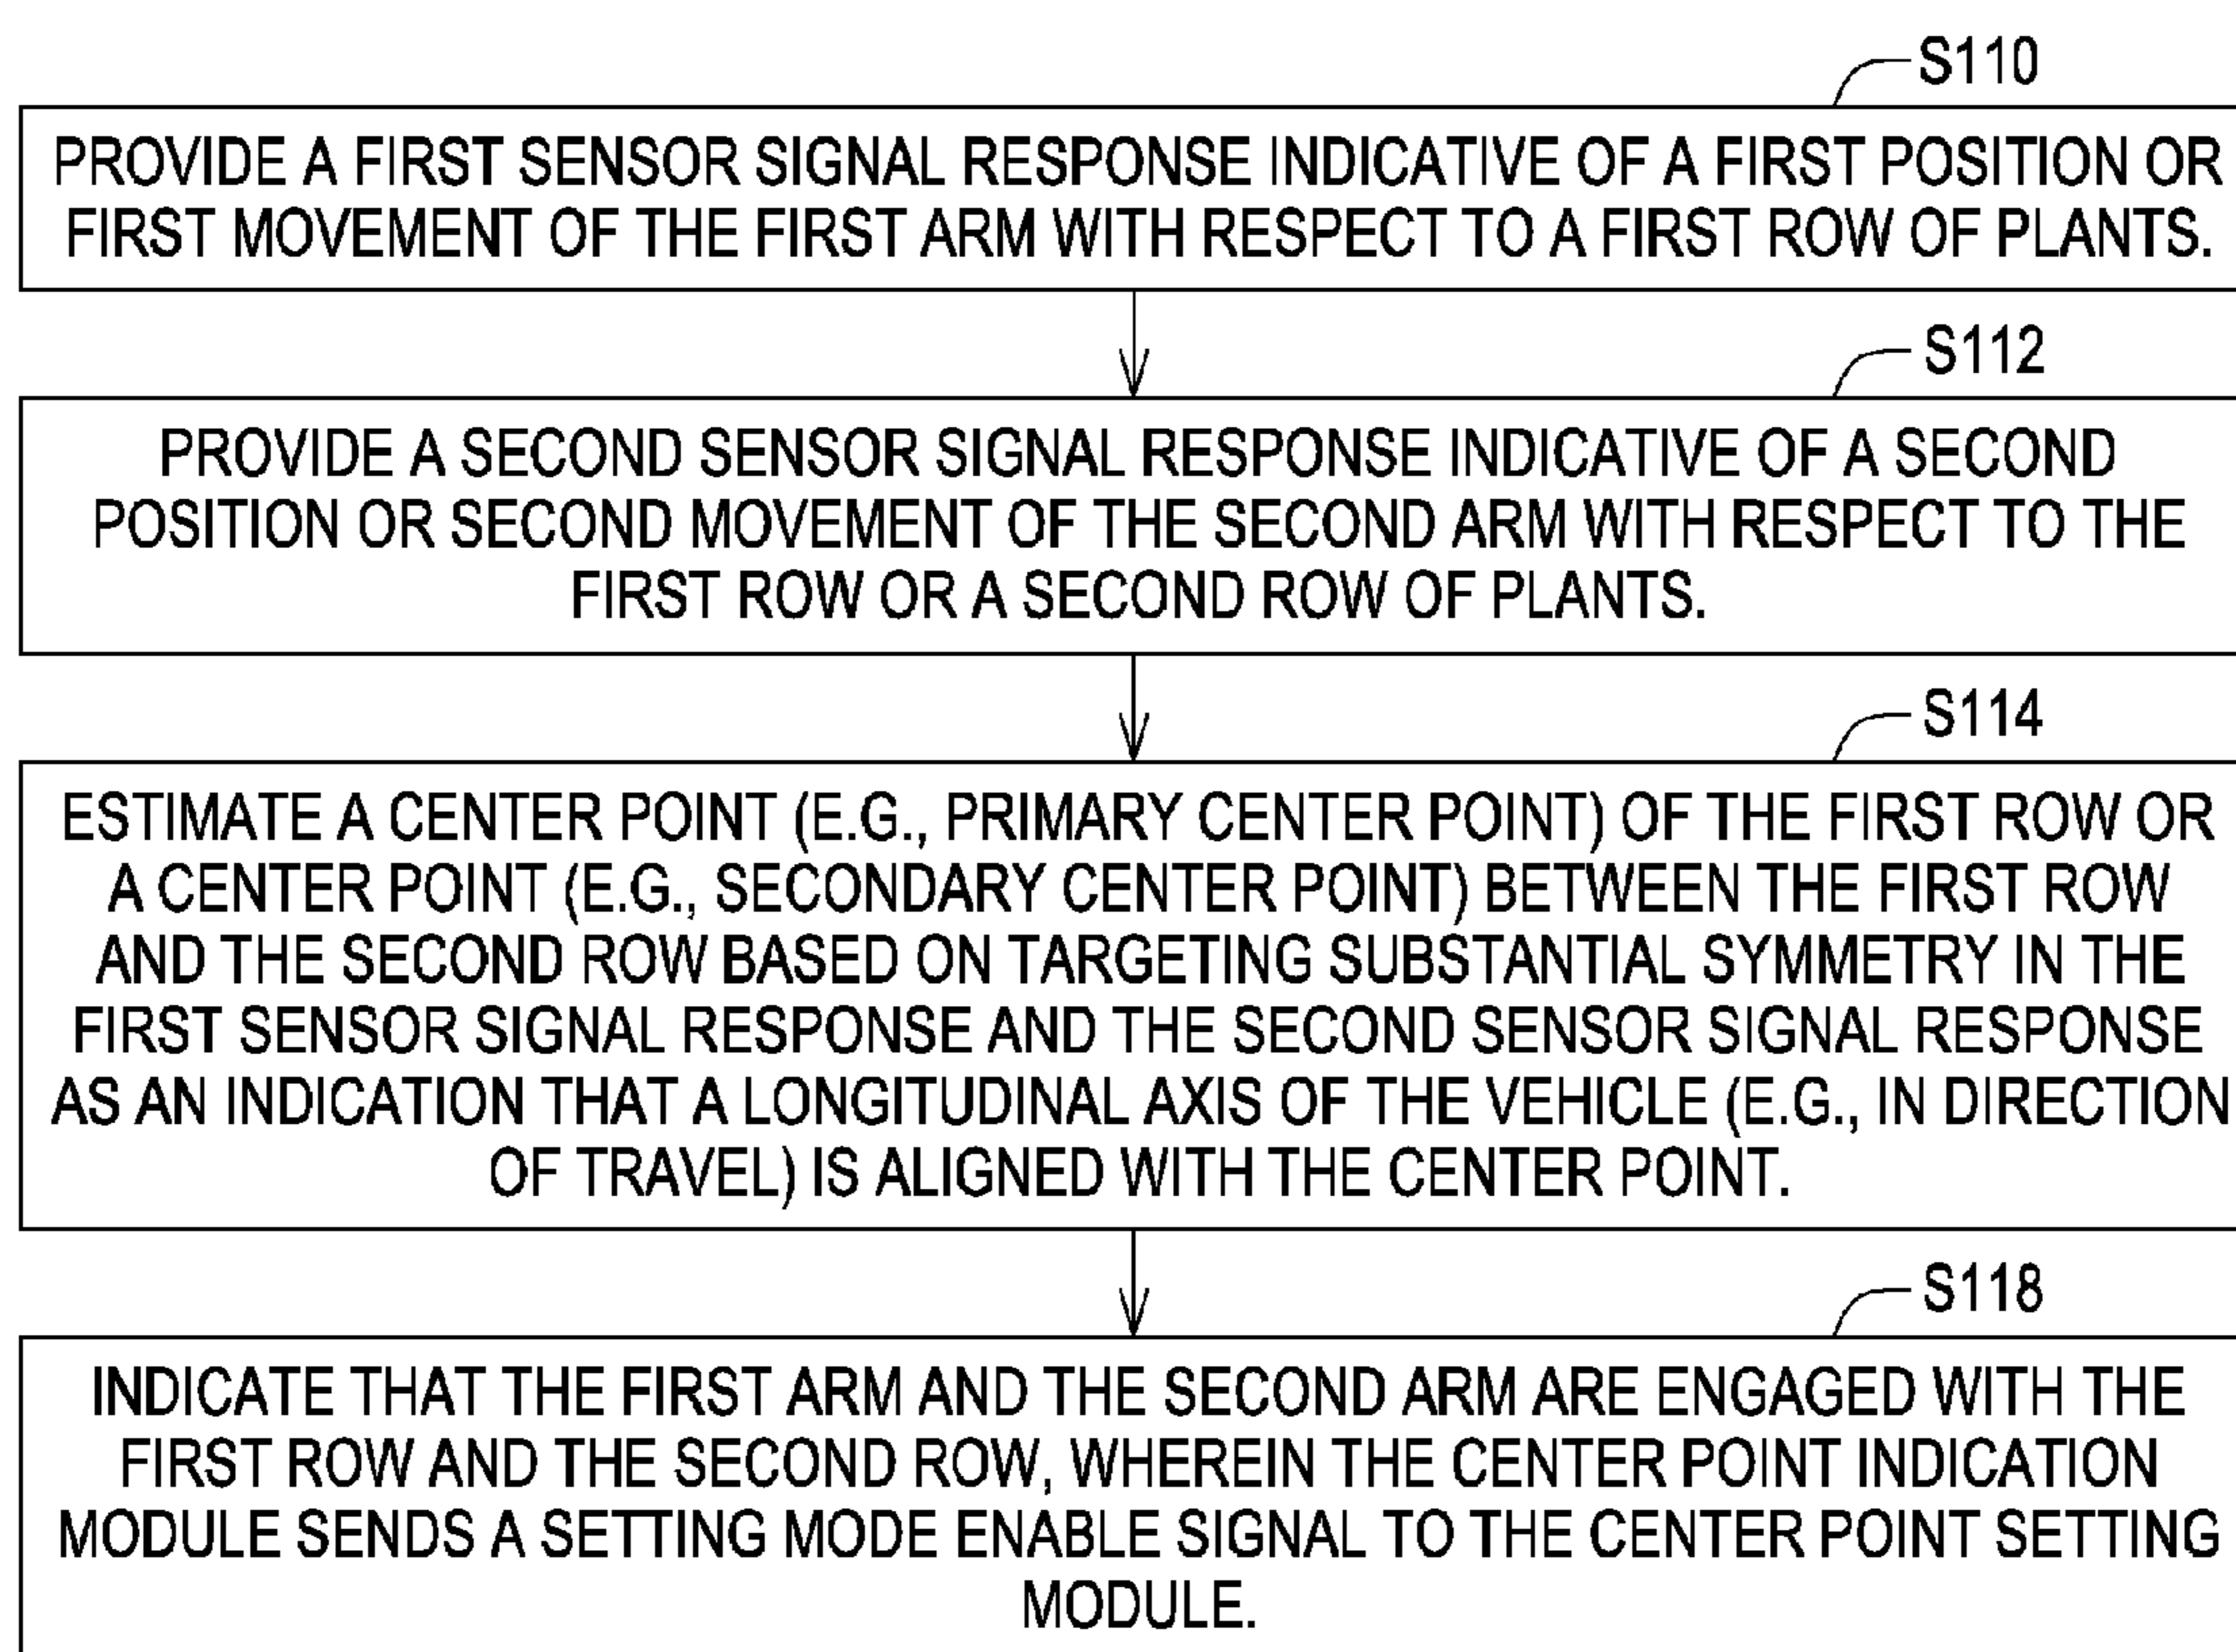 S110
PROVIDE A FIRST SENSOR SIGNAL RESPONSE INDICATIVE OF A FIRST POSITION OR
FIRST MOVEMENT OF THE FIRST ARM WITH RESPECT TO A FIRST ROW OF PLANTS.
S112
PROVIDE A SECOND SENSOR SIGNAL RESPONSE INDICATIVE OF A SECOND
POSITION OR SECOND MOVEMENT OF THE SECOND ARM WITH RESPECT TO THE
FIRST ROW OR A SECOND ROW OF PLANTS.
S114
ESTIMATE A CENTER POINT (E.G., PRIMARY CENTER POINT) OF THE FIRST ROW OR
A CENTER POINT (E.G., SECONDARY CENTER POINT) BETWEEN THE FIRST ROW
AND THE SECOND ROW BASED ON TARGETING SUBSTANTIAL SYMMETRY IN THE
FIRST SENSOR SIGNAL RESPONSE AND THE SECOND SENSOR SIGNAL RESPONSE
AS AN INDICATION THAT A LONGITUDINAL AXIS OF THE VEHICLE (E.G., IN DIRECTION
OF TRAVEL) IS ALIGNED WITH THE CENTER POINT.
S118
INDICATE THAT THE FIRST ARM AND THE SECOND ARM ARE ENGAGED WITH THE
FIRST ROW AND THE SECOND ROW, WHEREIN THE CENTER POINT INDICATION
MODULE SENDS A SETTING MODE ENABLE SIGNAL TO THE CENTER POINT SETTING
MODULE.